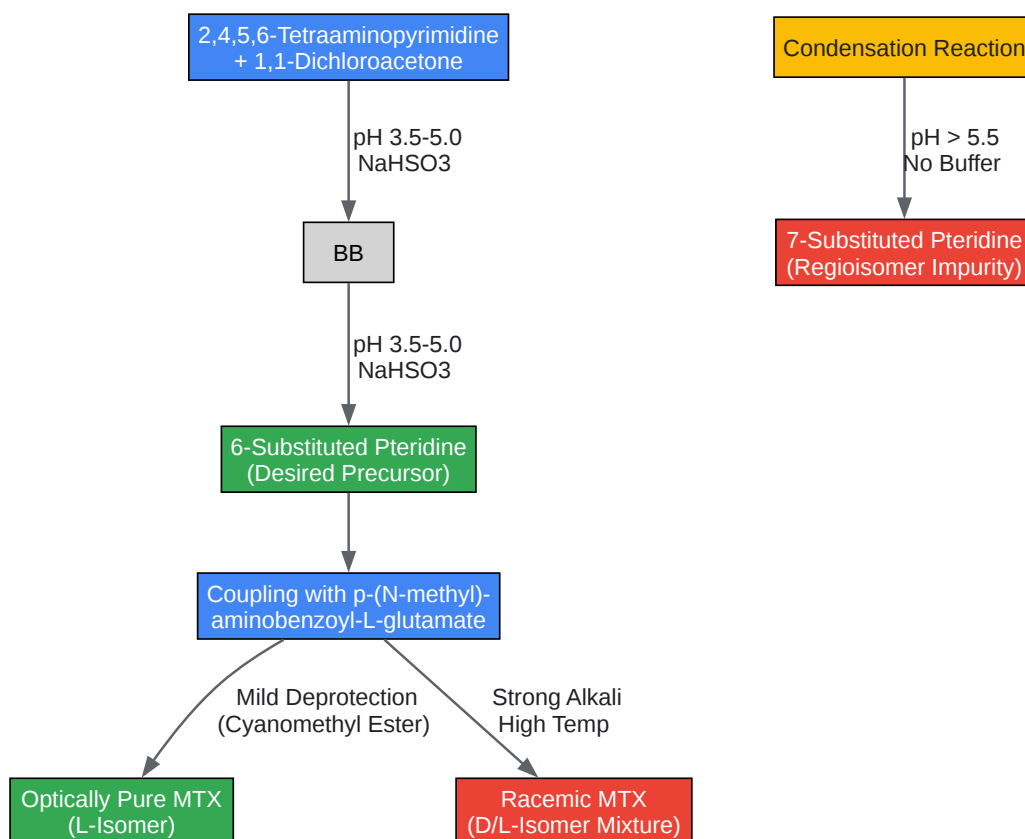 2,4,5,6-Tetraaminopyrimidine
+ 1,1-Dichloroacetone
Condensation Reaction
pH 3.5-5.0
NaHSO3
pH > 5.5
No Buffer
BB
7-Substituted Pteridine
(Regioisomer Impurity)
pH 3.5-5.0
NaHSO3
6-Substituted Pteridine
(Desired Precursor)
Coupling with p-(N-methyl)-
aminobenzoyl-L-glutamate
Mild Deprotection
(Cyanomethyl Ester)
Strong Alkali
High Temp
Optically Pure MTX
(L-Isomer)
Racemic MTX
(D/L-Isomer Mixture)